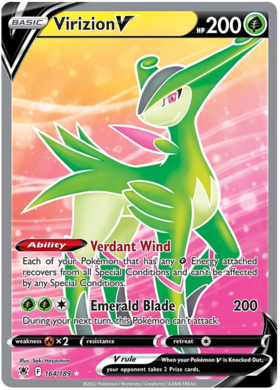 BASIC Virizion V HP 200
Ability Verdant Wind
Each of your Pokémon that has any Energy attached
recovers from all Special Conditions and can't be affected
by any Special Conditions.
Emerald Blade 200
During your next turn, this Pokémon can't attack.
weakness ×2 resistance retreat
Illus. Saki Hayashiro
F 164/189
V rule When your Pokémon V is Knocked Out,
your opponent takes 2 Prize cards.
©2022 Pokémon / Nintendo / Creatures / GAME FREAK